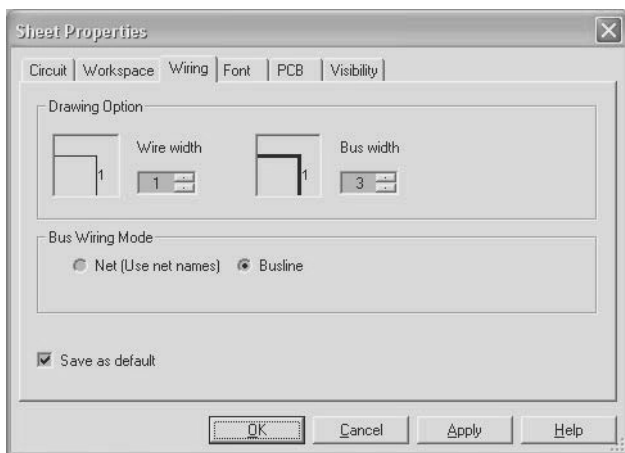 Sheet Properties
Circuit Workspace Wiring Font PCB Visibility
Drawing Option
Wire width Bus width
1 1 1 3
Bus Wiring Mode
Net (Use net names) Busline
Save as default
OK Cancel Apply Help